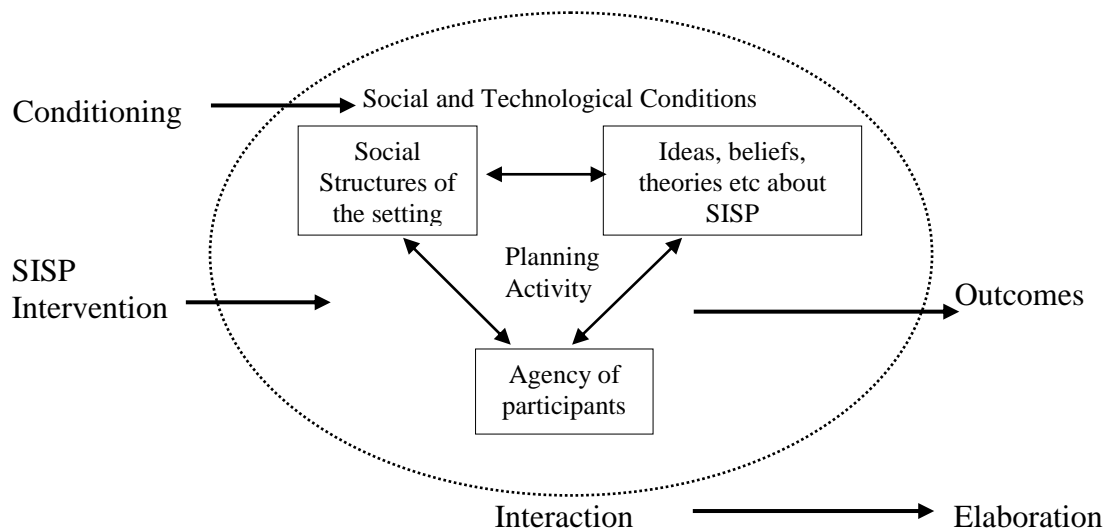 Conditioning
Social and Technological Conditions
Social
Structures of
the setting
Ideas, beliefs,
theories etc about
SISP
SISP
Intervention
Planning
Activity
Outcomes
Agency of
participants
Interaction
Elaboration